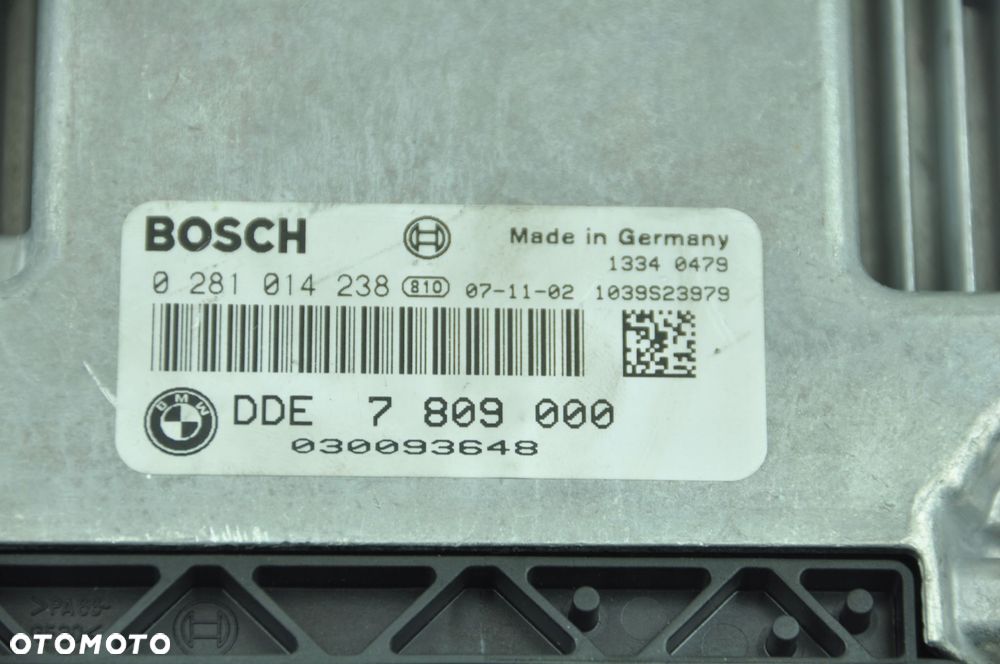 BOSCH
Made in Germany
1334 0479
0 281 014 238 810 07-11-02 1039S23979
BMW
DDE 7 809 000
030093648
OTOMOTO